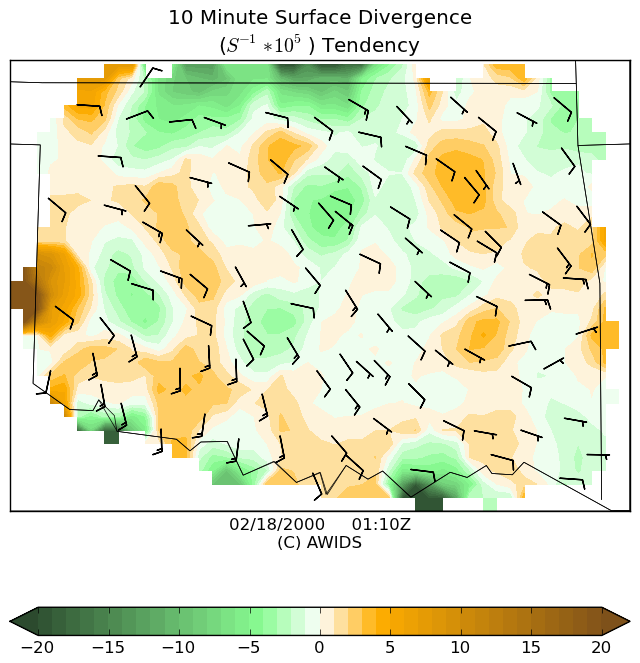 10 Minute Surface Divergence
(S⁻¹ * 10⁵ ) Tendency
02/18/2000 01:10Z
(C) AWIDS
−20 −15 −10 −5 0 5 10 15 20